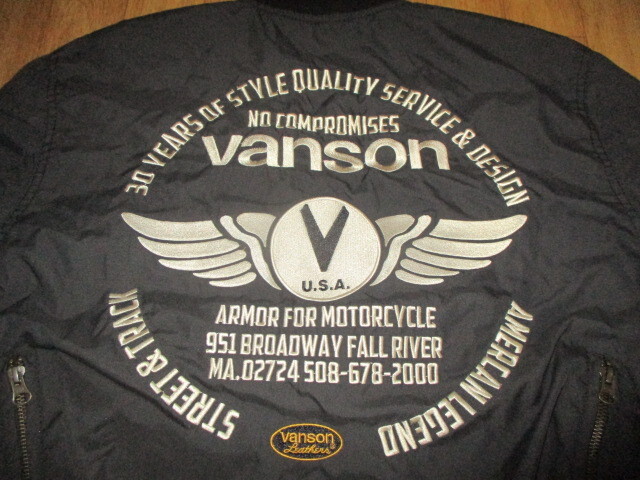 30 YEARS OF STYLE QUALITY SERVICE & DESIGN
NO COMPROMISES
vanson
V
U.S.A.
ARMOR FOR MOTORCYCLE
951 BROADWAY FALL RIVER
MA.02724 508-678-2000
STREET & TRACK
AMERCAN LEGEND
vanson
Leathers